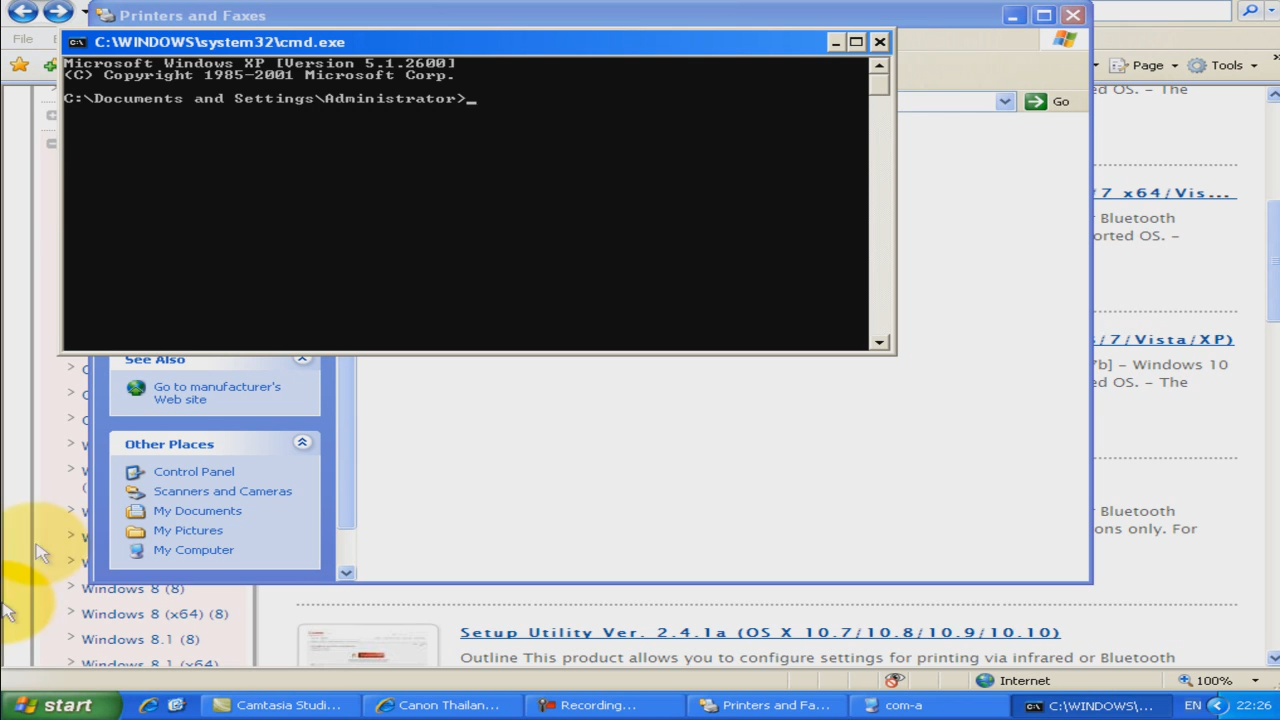 Printers and Faxes
File
C:\WINDOWS\system32\cmd.exe
Microsoft Windows XP [Version 5.1.2600]
(C) Copyright 1985-2001 Microsoft Corp.
C:\Documents and Settings\Administrator>_
Page
Tools
Go
ed OS. – The
/7 x64/Vis...
r Bluetooth
orted OS. –
s/7/Vista/XP)
7b] – Windows 10
ed OS. – The
r Bluetooth
ons only. For
See Also
Go to manufacturer's
Web site
Other Places
Control Panel
Scanners and Cameras
My Documents
My Pictures
My Computer
Windows 8 (8)
Windows 8 (x64) (8)
Windows 8.1 (8)
Windows 8.1 (x64)
Setup Utility Ver. 2.4.1a (OS X 10.7/10.8/10.9/10.10)
Outline This product allows you to configure settings for printing via infrared or Bluetooth
Internet
100%
start
Camtasia Studi...
Canon Thailan...
Recording...
Printers and Fa...
com-a
C:\WINDOWS\...
EN
22:26